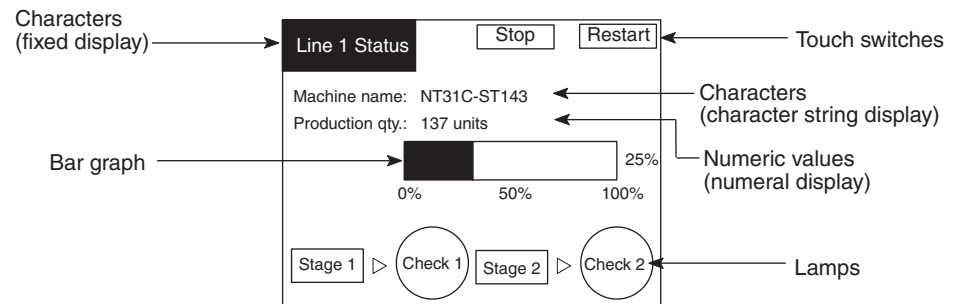 Characters
(fixed display)
Line 1 Status
Stop
Restart
Touch switches
Machine name: NT31C-ST143
Characters
(character string display)
Production qty.: 137 units
Numeric values
(numeral display)
Bar graph
25%
0%
50%
100%
Stage 1
Check 1
Stage 2
Check 2
Lamps